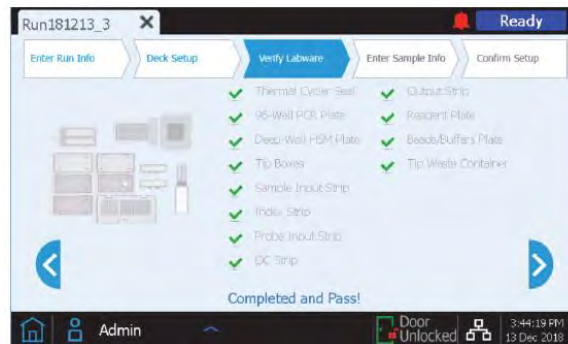 Run181213_3
Ready
Enter Run Info
Deck Setup
Verify Labware
Enter Sample Info
Confirm Setup
Thermal Cycler Seal
96-Well PCR Plate
Deep-Well HSM Plate
Tip Boxes
Sample Input Strip
Index Strip
Probe Input Strip
QC Strip
Output Strip
Reagent Plate
Beads/Buffers Plate
Tip Waste Container
Completed and Pass!
Admin
Door
Unlocked
3:44:19 PM
13 Dec 2018